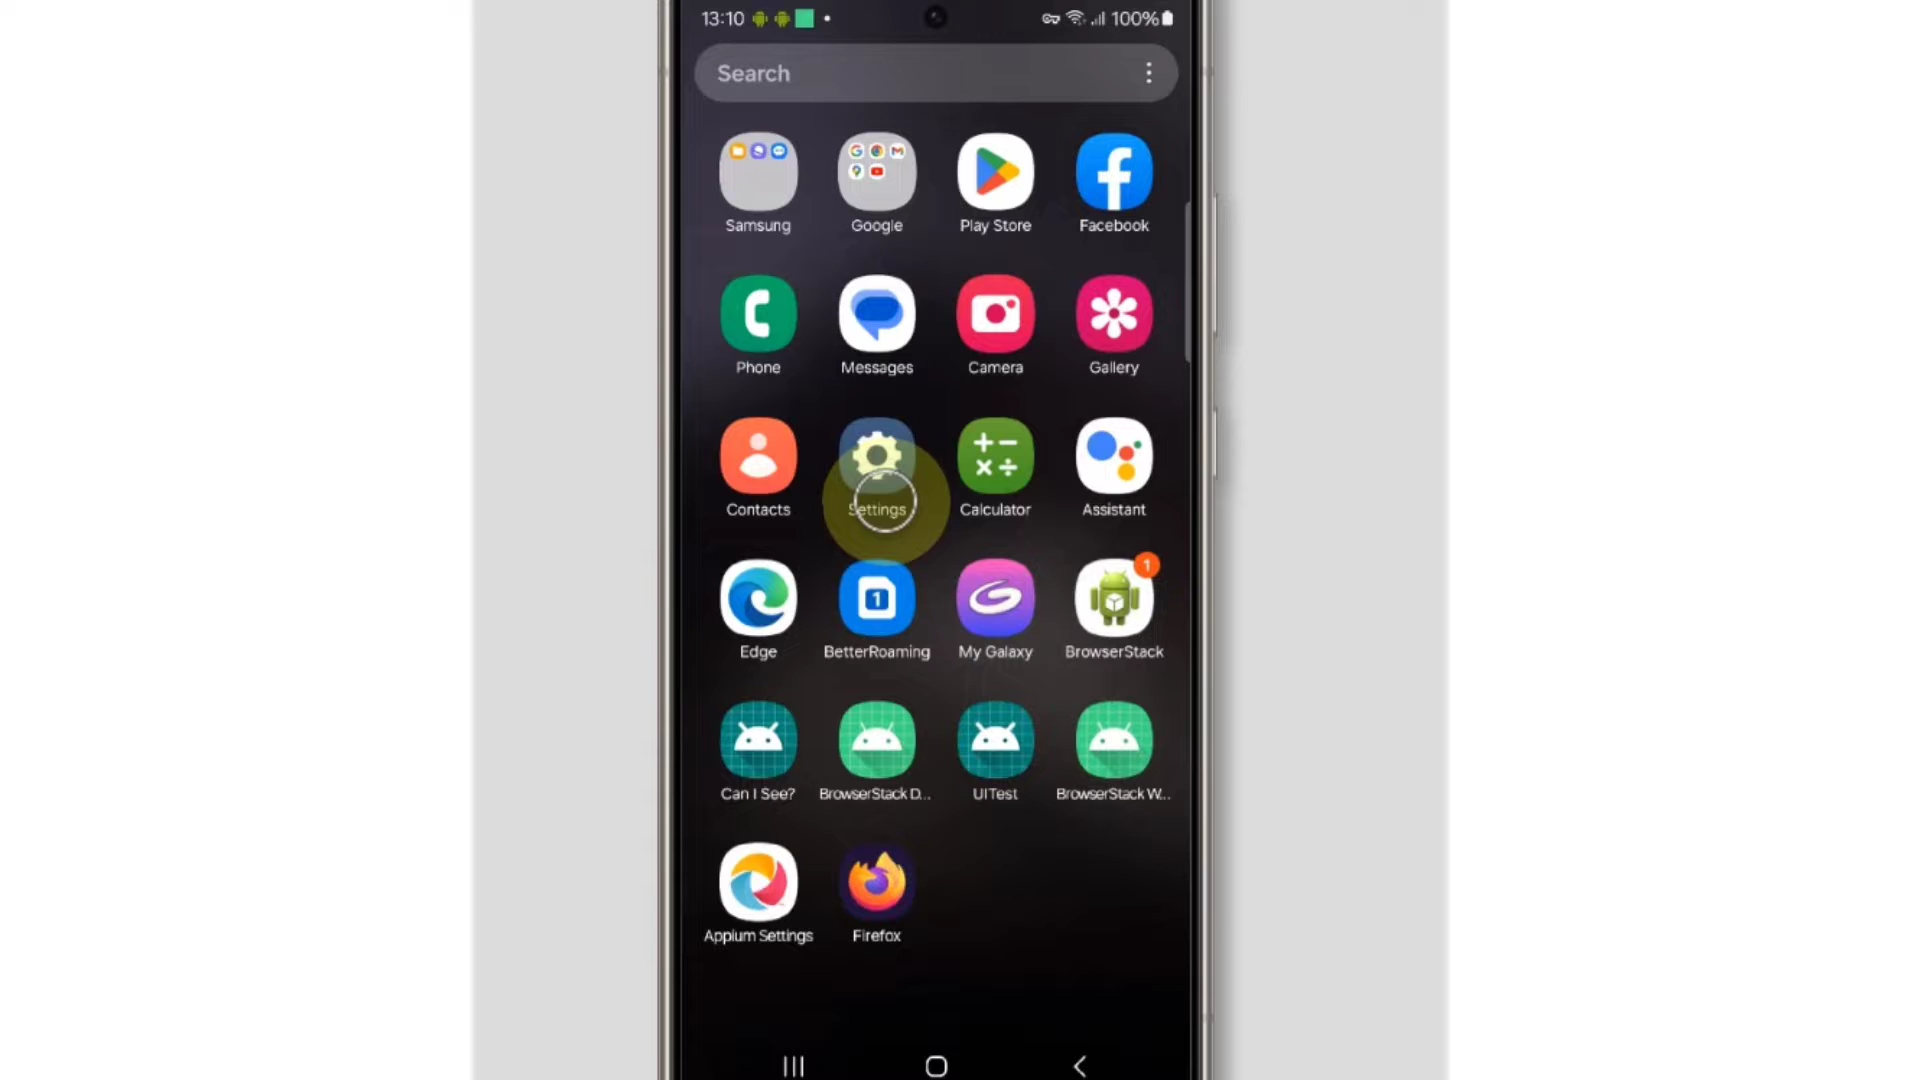 13:10 100%
Search
Samsung Google Play Store Facebook
Phone Messages Camera Gallery
Contacts Settings Calculator Assistant
1
1
Edge BetterRoaming My Galaxy BrowserStack
Can I See? BrowserStack D... UITest BrowserStack W...
Appium Settings Firefox